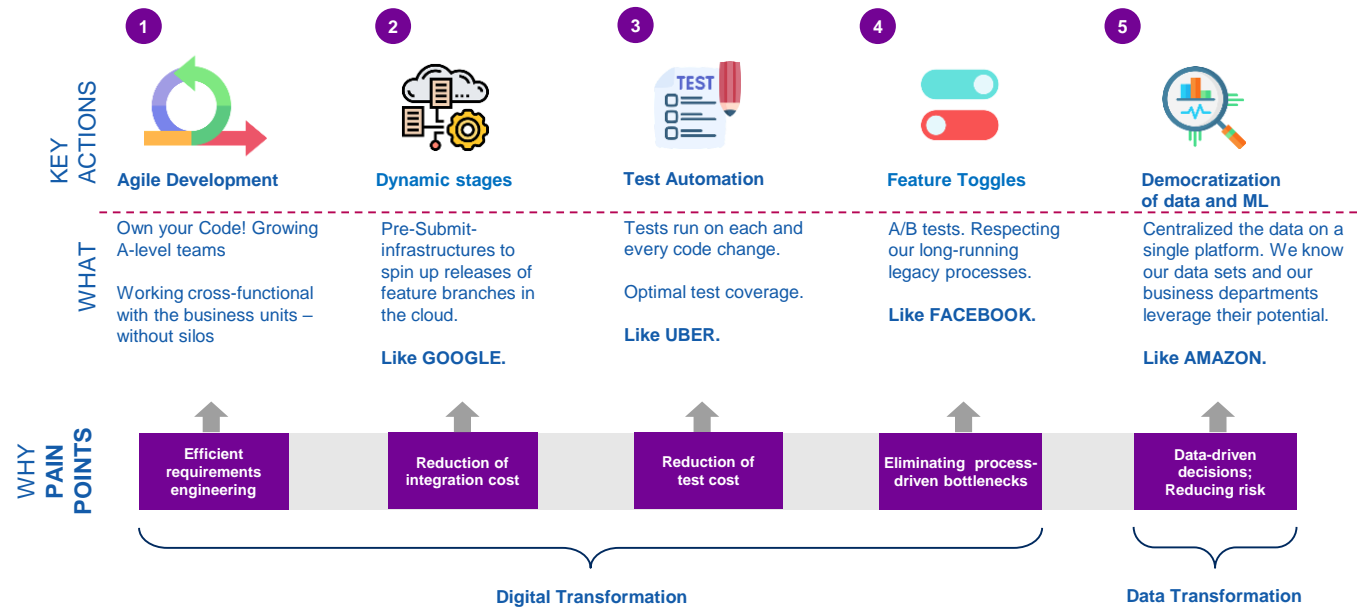 1
2
3
4
5
KEY
ACTIONS
TEST
Agile Development
Dynamic stages
Test Automation
Feature Toggles
Democratization
of data and ML
WHAT
Own your Code! Growing
A-level teams
Working cross-functional
with the business units –
without silos
Pre-Submit-
infrastructures to
spin up releases of
feature branches in
the cloud.
Like GOOGLE.
Tests run on each and
every code change.
Optimal test coverage.
Like UBER.
A/B tests. Respecting
our long-running
legacy processes.
Like FACEBOOK.
Centralized the data on a
single platform. We know
our data sets and our
business departments
leverage their potential.
Like AMAZON.
WHY
PAIN
POINTS
Efficient
requirements
engineering
Reduction of
integration cost
Reduction of
test cost
Eliminating process-
driven bottlenecks
Data-driven
decisions;
Reducing risk
Digital Transformation
Data Transformation